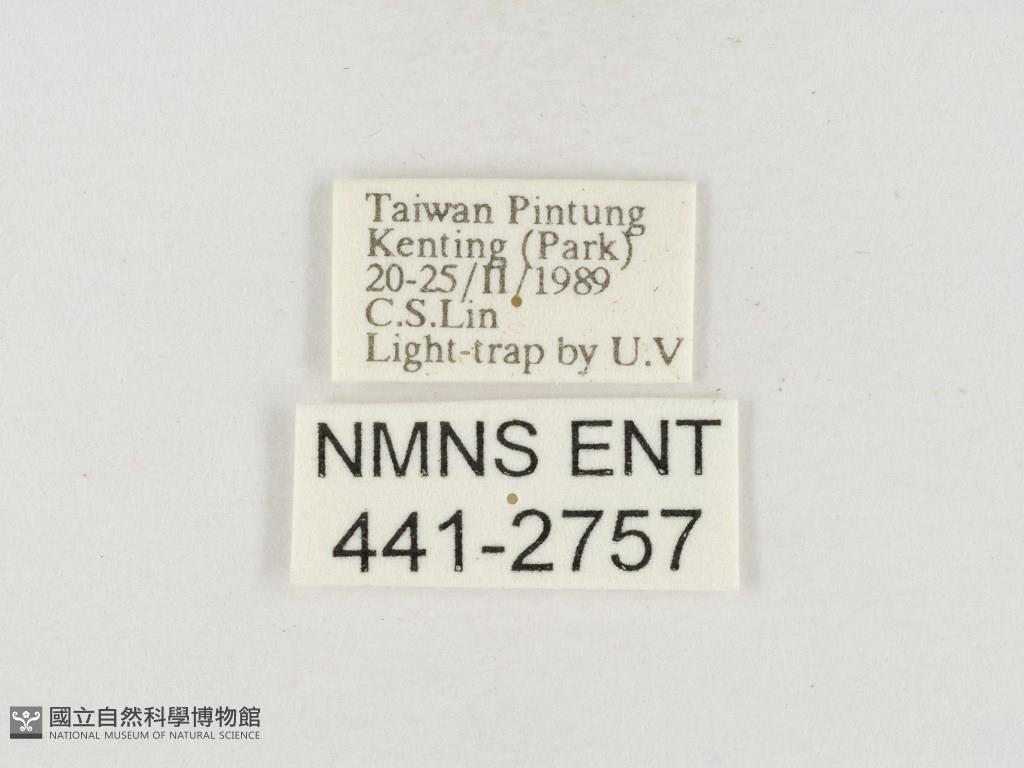 Taiwan Pintung
Kenting (Park)
20-25/II/1989
C.S.Lin
Light-trap by U.V
NMNS ENT
441-2757
國立自然科學博物館
NATIONAL MUSEUM OF NATURAL SCIENCE